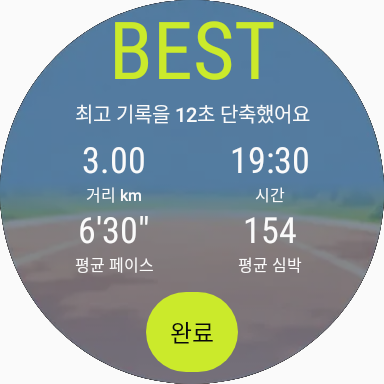 BEST
최고 기록을 12초 단축했어요
3.00 19:30
거리 km 시간
6'30" 154
평균 페이스 평균 심박
완료